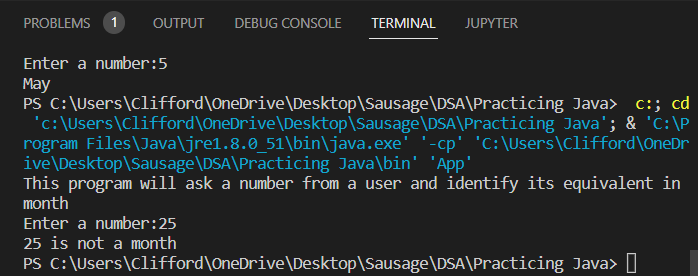 PROBLEMS 1 OUTPUT DEBUG CONSOLE TERMINAL JUPYTER
Enter a number:5
May
PS C:\Users\Clifford\OneDrive\Desktop\Sausage\DSA\Practicing Java>  c:; cd
 'c:\Users\Clifford\OneDrive\Desktop\Sausage\DSA\Practicing Java'; & 'C:\P
rogram Files\Java\jre1.8.0_51\bin\java.exe' '-cp' 'C:\Users\Clifford\OneDr
ive\Desktop\Sausage\DSA\Practicing Java\bin' 'App'
This program will ask a number from a user and identify its equivalent in
month
Enter a number:25
25 is not a month
PS C:\Users\Clifford\OneDrive\Desktop\Sausage\DSA\Practicing Java>